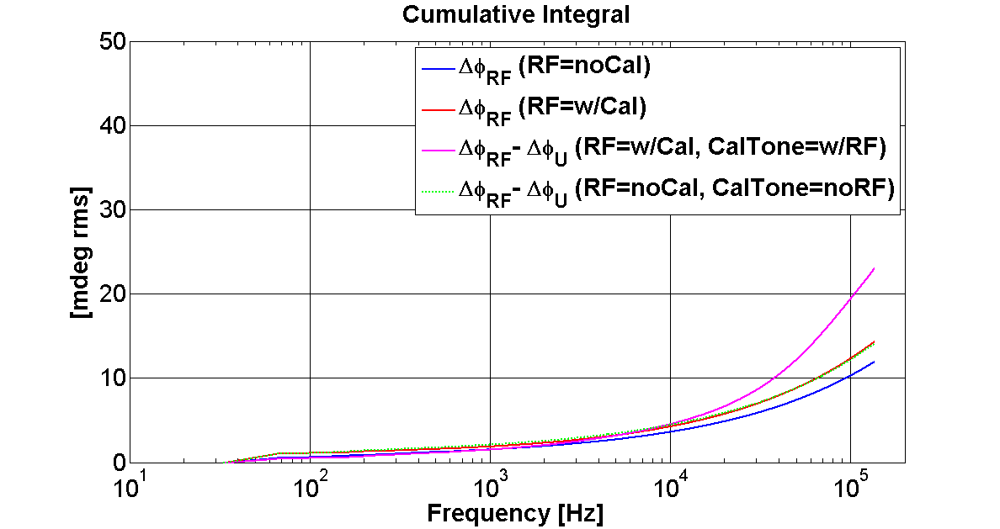 Cumulative Integral
50
40
30
20
10
0
[mdeg rms]
Δϕ_RF (RF=noCal)
Δϕ_RF (RF=w/Cal)
Δϕ_RF- Δϕ_U (RF=w/Cal, CalTone=w/RF)
Δϕ_RF- Δϕ_U (RF=noCal, CalTone=noRF)
10^1 10^2 10^3 10^4 10^5
Frequency [Hz]